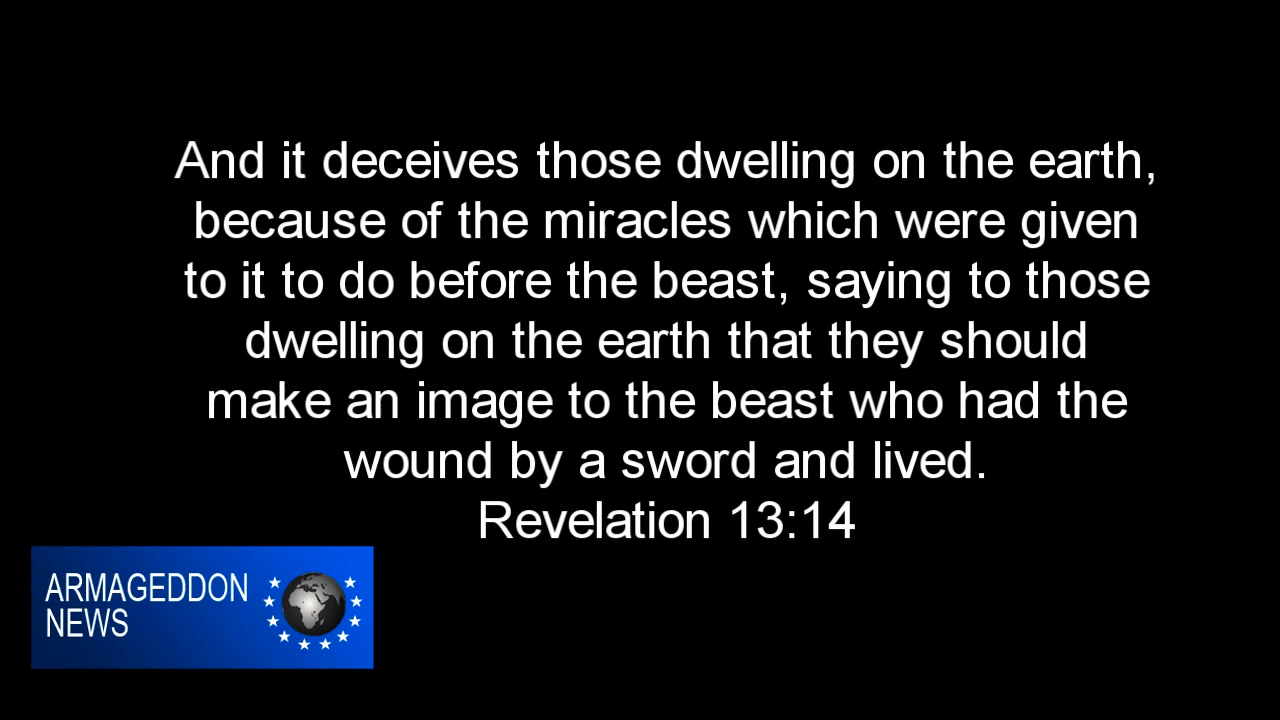 And it deceives those dwelling on the earth,
because of the miracles which were given
to it to do before the beast, saying to those
dwelling on the earth that they should
make an image to the beast who had the
wound by a sword and lived.
Revelation 13:14
ARMAGEDDON
NEWS